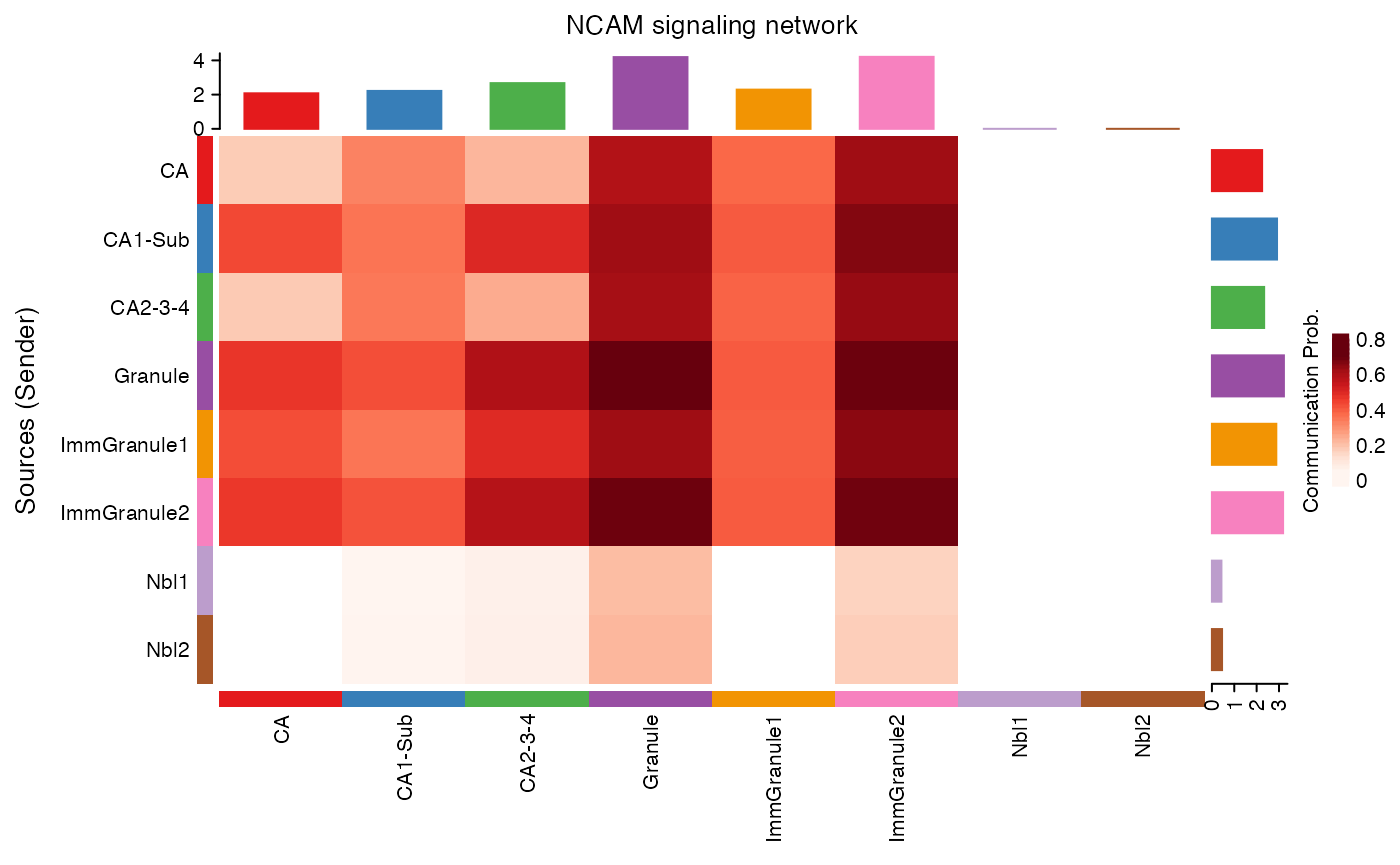 NCAM signaling network
4
2
0
CA
CA1-Sub
CA2-3-4
Granule
ImmGranule1
ImmGranule2
Nbl1
Nbl2
Sources (Sender)
CA
CA1-Sub
CA2-3-4
Granule
ImmGranule1
ImmGranule2
Nbl1
Nbl2
0
1
2
3
Communication Prob.
0.8
0.6
0.4
0.2
0